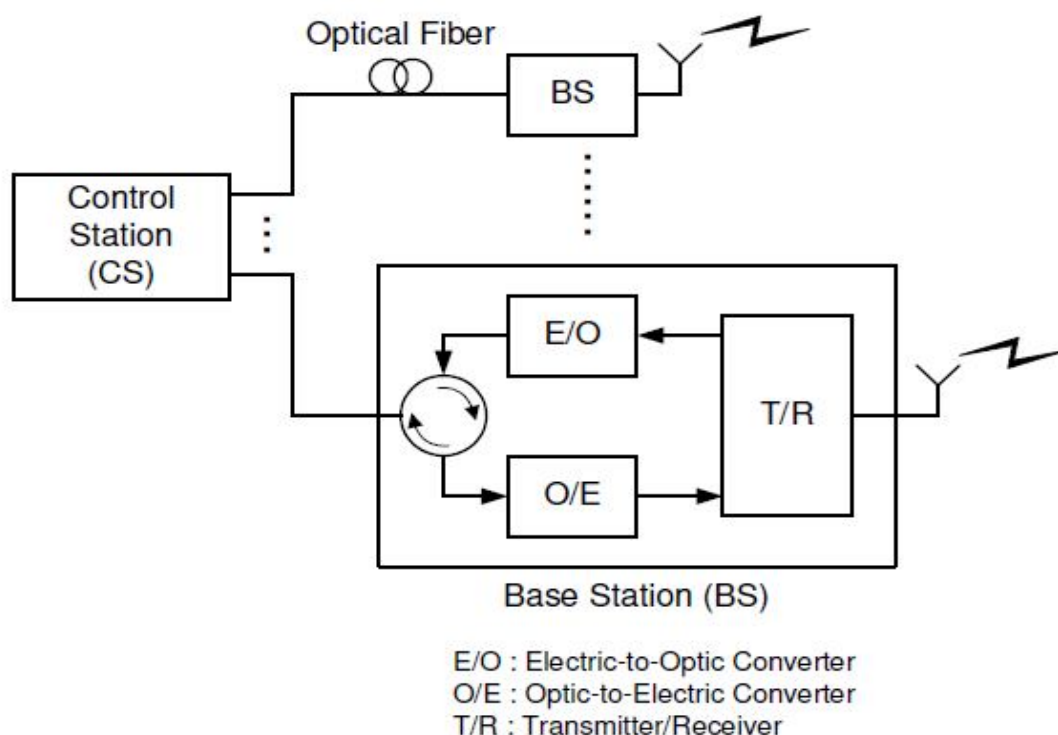 Optical Fiber
BS
Control
Station
(CS)
E/O
T/R
O/E
Base Station (BS)
E/O : Electric-to-Optic Converter
O/E : Optic-to-Electric Converter
T/R : Transmitter/Receiver